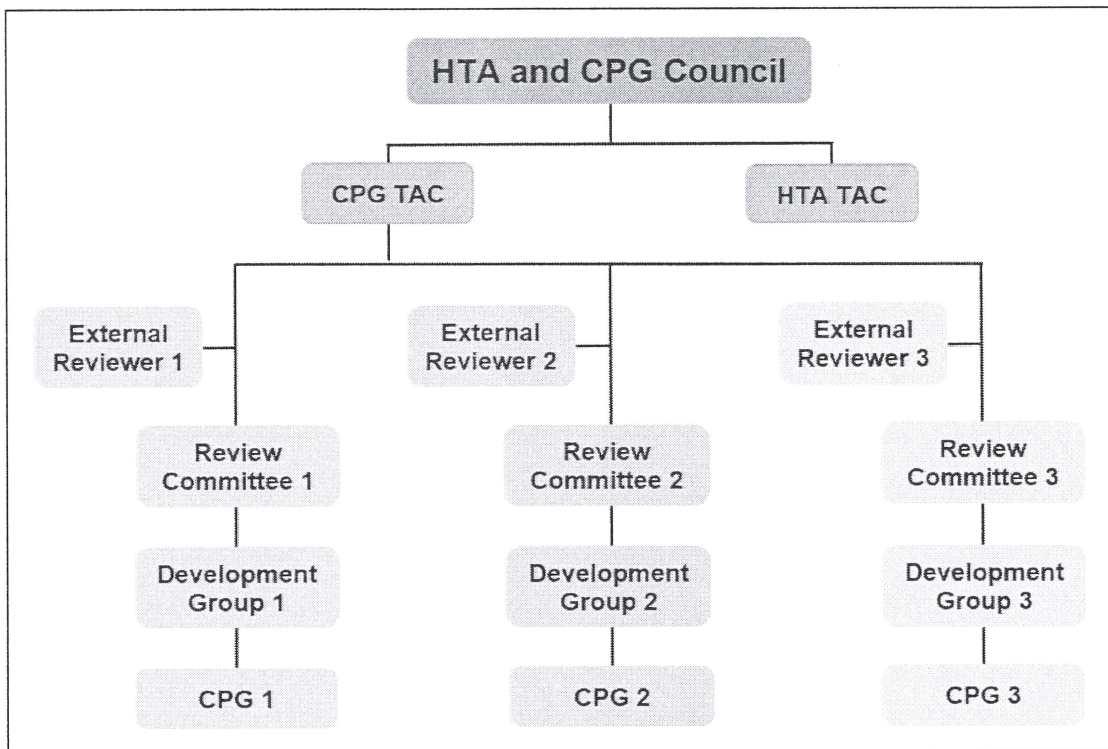 HTA and CPG Council
CPG TAC
HTA TAC
External
Reviewer 1
External
Reviewer 2
External
Reviewer 3
Review
Committee 1
Review
Committee 2
Review
Committee 3
Development
Group 1
Development
Group 2
Development
Group 3
CPG 1
CPG 2
CPG 3